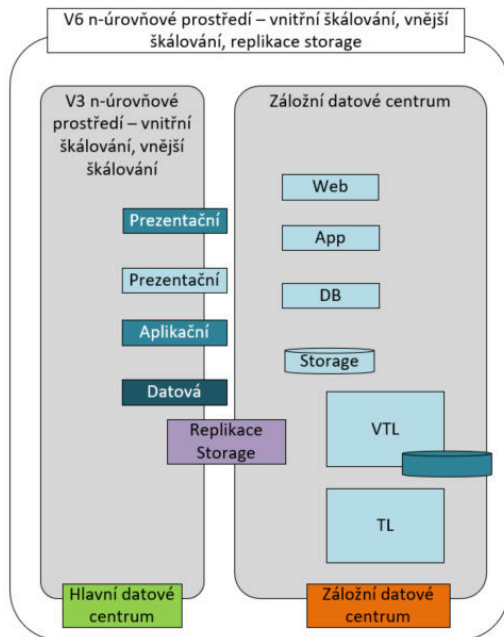 V6 n-úrovňové prostředí – vnitřní škálování, vnější
škálování, replikace storage
V3 n-úrovňové
prostředí – vnitřní
škálování, vnější
škálování
Prezentační
Prezentační
Aplikační
Datová
Replikace
Storage
Hlavní datové
centrum
Záložní datové centrum
Web
App
DB
Storage
VTL
TL
Záložní datové
centrum